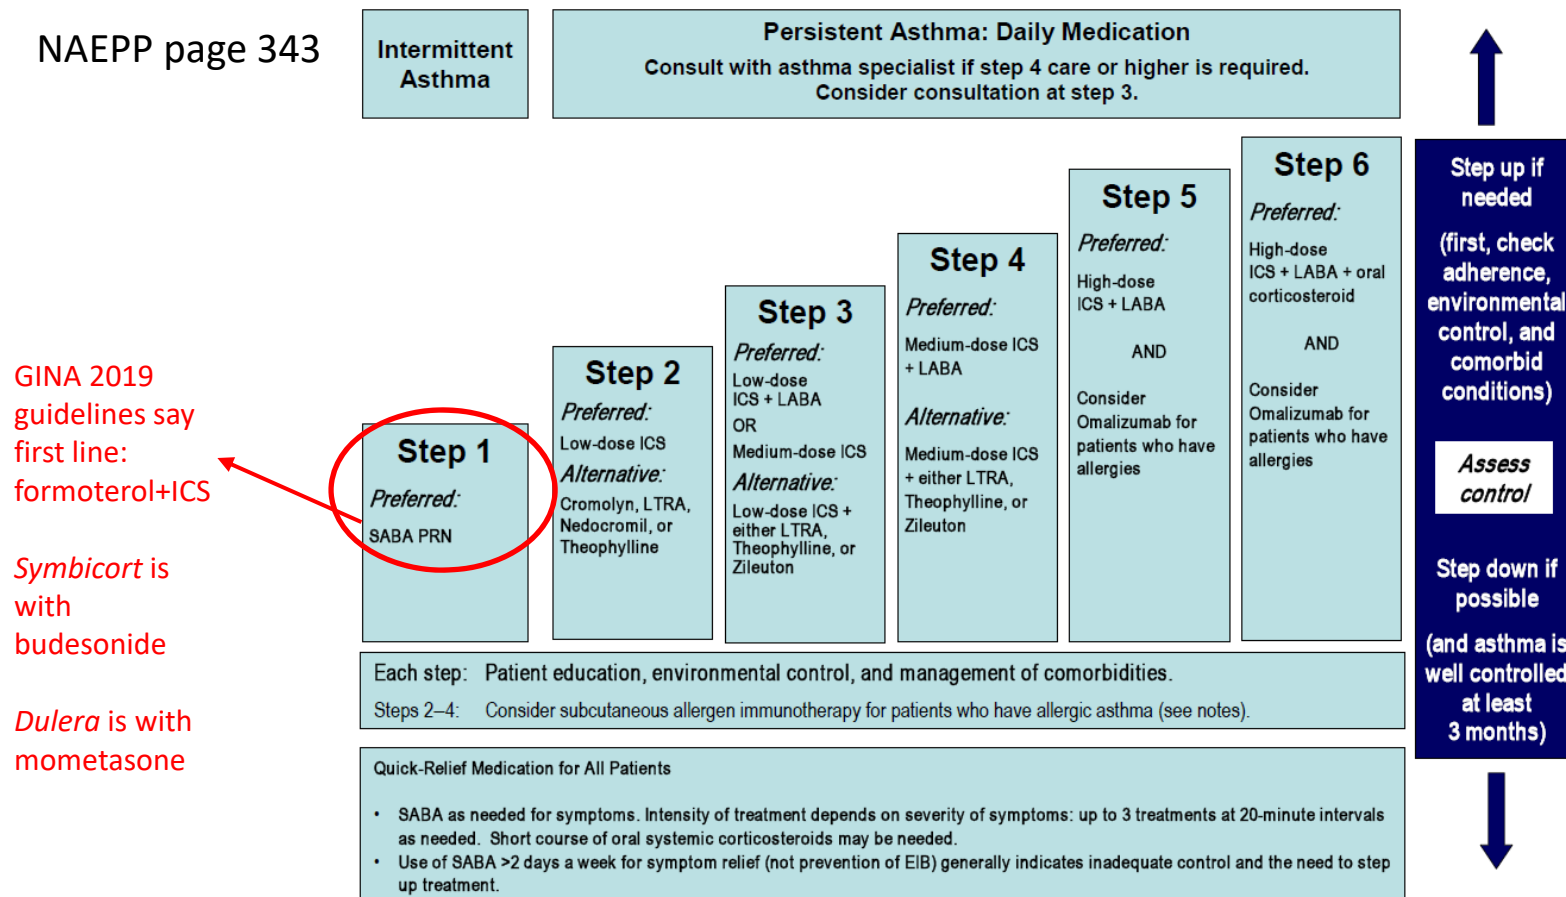 NAEPP page 343
Intermittent
Asthma
Persistent Asthma: Daily Medication
Consult with asthma specialist if step 4 care or higher is required.
Consider consultation at step 3.
GINA 2019
guidelines say
first line:
formoterol+ICS
Symbicort is
with
budesonide
Dulera is with
mometasone
Step 1
Preferred:
SABA PRN
Step 2
Preferred:
Low-dose ICS
Alternative:
Cromolyn, LTRA,
Nedocromil, or
Theophylline
Step 3
Preferred:
Low-dose
ICS + LABA
OR
Medium-dose ICS
Alternative:
Low-dose ICS +
either LTRA,
Theophylline, or
Zileuton
Step 4
Preferred:
Medium-dose ICS
+ LABA
Alternative:
Medium-dose ICS
+ either LTRA,
Theophylline, or
Zileuton
Step 5
Preferred:
High-dose
ICS + LABA
AND
Consider
Omalizumab for
patients who have
allergies
Step 6
Preferred:
High-dose
ICS + LABA + oral
corticosteroid
AND
Consider
Omalizumab for
patients who have
allergies
Step up if
needed
(first, check
adherence,
environmental
control, and
comorbid
conditions)
Assess
control
Step down if
possible
(and asthma is
well controlled
at least
3 months)
Each step: Patient education, environmental control, and management of comorbidities.
Steps 2–4: Consider subcutaneous allergen immunotherapy for patients who have allergic asthma (see notes).
Quick-Relief Medication for All Patients
• SABA as needed for symptoms. Intensity of treatment depends on severity of symptoms: up to 3 treatments at 20-minute intervals
as needed. Short course of oral systemic corticosteroids may be needed.
• Use of SABA >2 days a week for symptom relief (not prevention of EIB) generally indicates inadequate control and the need to step
up treatment.